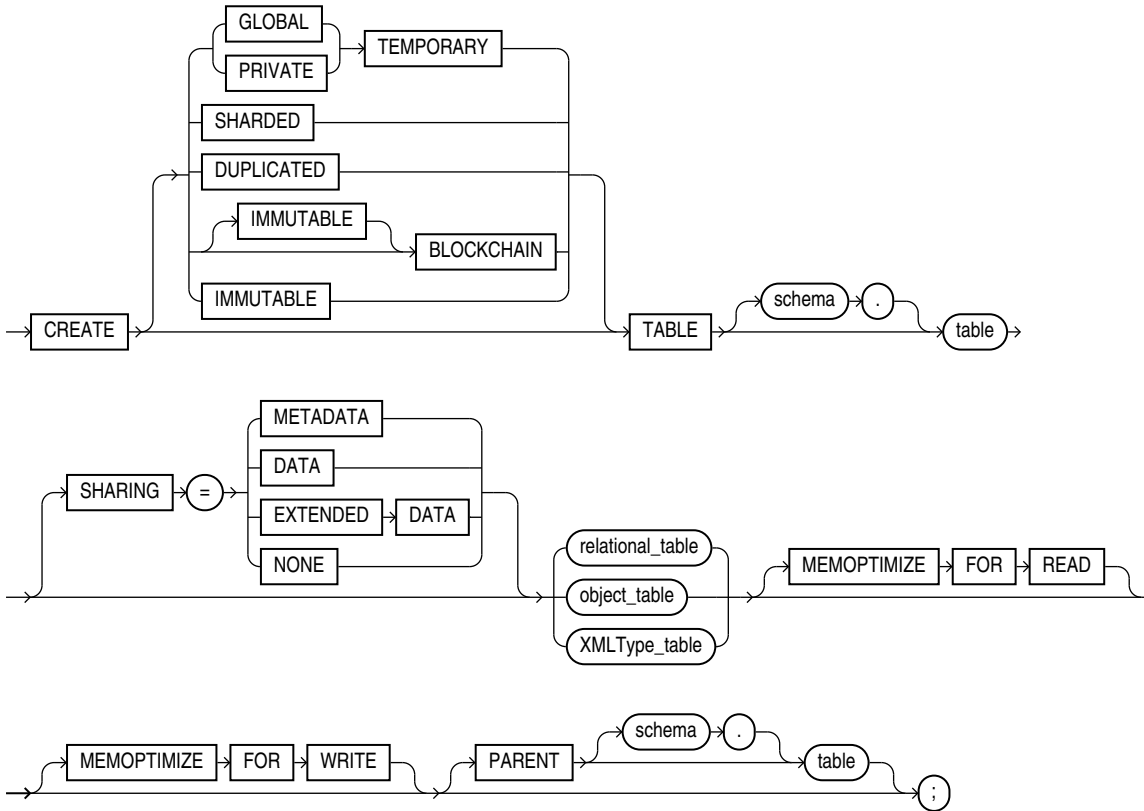 GLOBAL
PRIVATE
TEMPORARY
SHARDED
DUPLICATED
IMMUTABLE
BLOCKCHAIN
IMMUTABLE
CREATE
TABLE
schema .
table
SHARING =
METADATA
DATA
EXTENDED DATA
NONE
relational_table
object_table
XMLType_table
MEMOPTIMIZE FOR READ
MEMOPTIMIZE FOR WRITE
PARENT
schema .
table
;